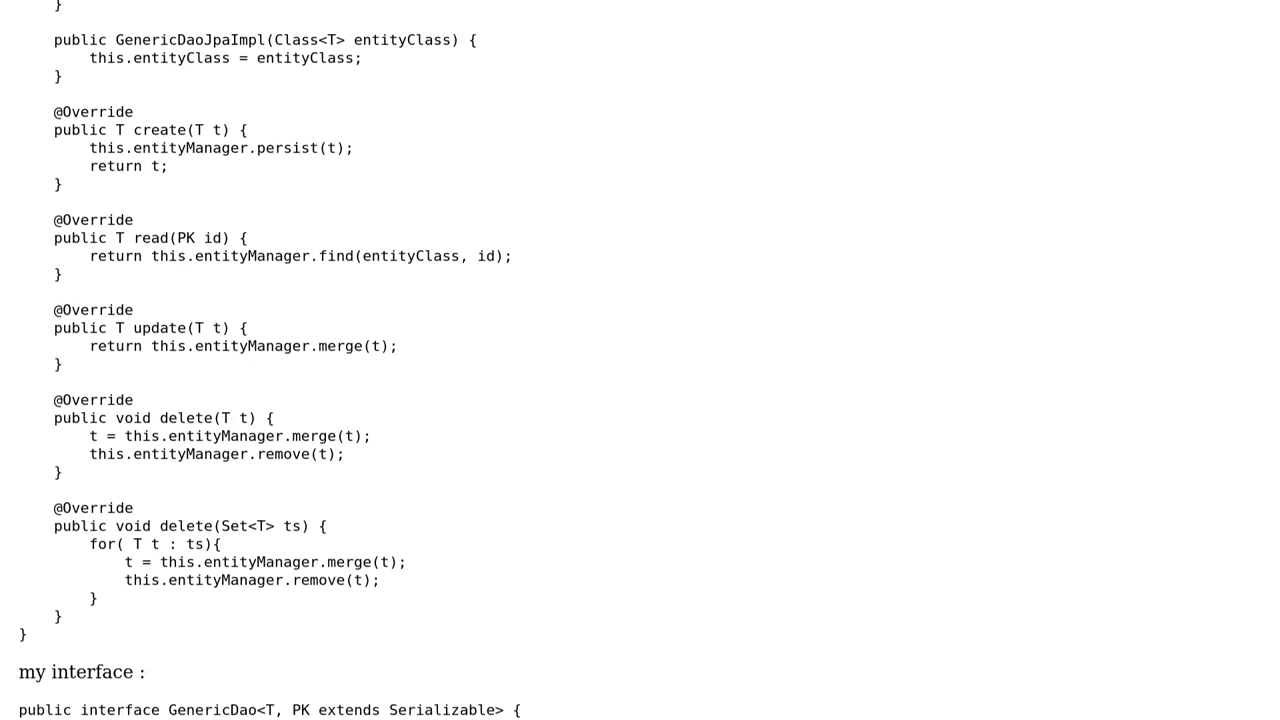 }
public GenericDaoJpaImpl(Class<T> entityClass) {
this.entityClass = entityClass;
}
@Override
public T create(T t) {
this.entityManager.persist(t);
return t;
}
@Override
public T read(PK id) {
return this.entityManager.find(entityClass, id);
}
@Override
public T update(T t) {
return this.entityManager.merge(t);
}
@Override
public void delete(T t) {
t = this.entityManager.merge(t);
this.entityManager.remove(t);
}
@Override
public void delete(Set<T> ts) {
for( T t : ts){
t = this.entityManager.merge(t);
this.entityManager.remove(t);
}
}
}
my interface :
public interface GenericDao<T, PK extends Serializable> {